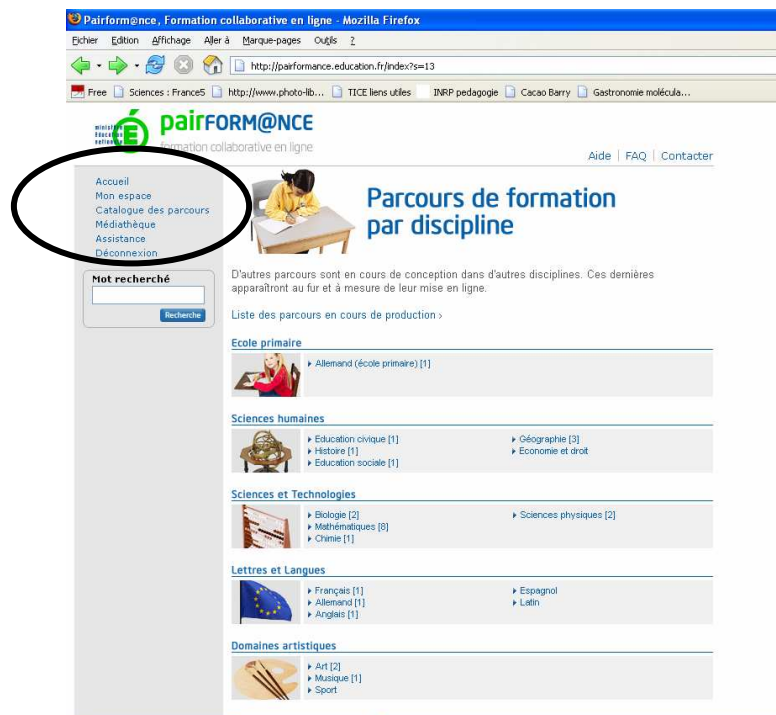 Pairform@nce, Formation collaborative en ligne - Mozilla Firefox
Fichier Edition Affichage Aller à Marque-pages Outils ?
http://pairformance.education.fr/index?s=13
Free Sciences : France5 http://www.photo-lib... TICE liens utiles INRP pedagogie Cacao Barry Gastronomie molécula...
pairFORM@NCE
formation collaborative en ligne
Aide | FAQ | Contacter
Accueil
Mon espace
Catalogue des parcours
Médiathèque
Assistance
Déconnexion
Mot recherché
Recherche
Parcours de formation
par discipline
D'autres parcours sont en cours de conception dans d'autres disciplines. Ces dernières
apparaîtront au fur et à mesure de leur mise en ligne.
Liste des parcours en cours de production ›
Ecole primaire
Allemand (école primaire) [1]
Sciences humaines
Education civique [1]
Histoire [1]
Education sociale [1]
Géographie [3]
Economie et droit
Sciences et Technologies
Biologie [2]
Mathématiques [8]
Chimie [1]
Sciences physiques [2]
Lettres et Langues
Français [1]
Allemand [1]
Anglais [1]
Espagnol
Latin
Domaines artistiques
Art [2]
Musique [1]
Sport